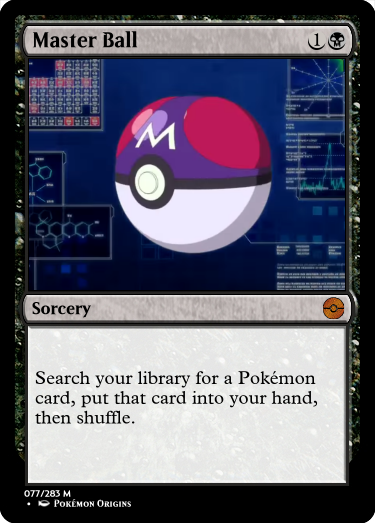 Master Ball 1
M
Sorcery
Search your library for a Pokémon
card, put that card into your hand,
then shuffle.
077/283 M
• Pokémon Origins